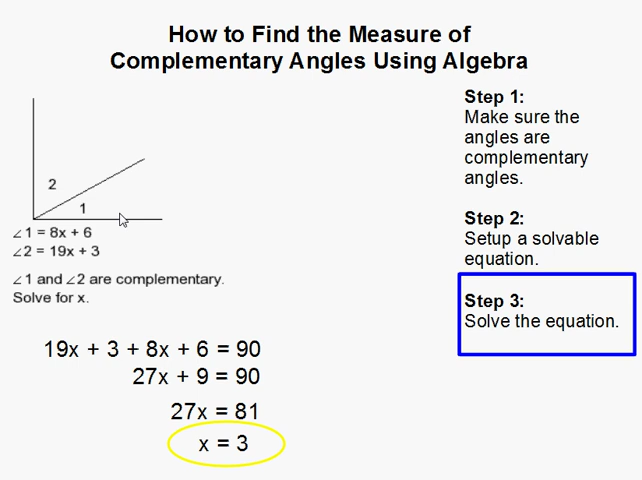 How to Find the Measure of
Complementary Angles Using Algebra
2
1
∠1 = 8x + 6
∠2 = 19x + 3
∠1 and ∠2 are complementary.
Solve for x.
19x + 3 + 8x + 6 = 90
27x + 9 = 90
27x = 81
x = 3
Step 1:
Make sure the
angles are
complementary
angles.
Step 2:
Setup a solvable
equation.
Step 3:
Solve the equation.